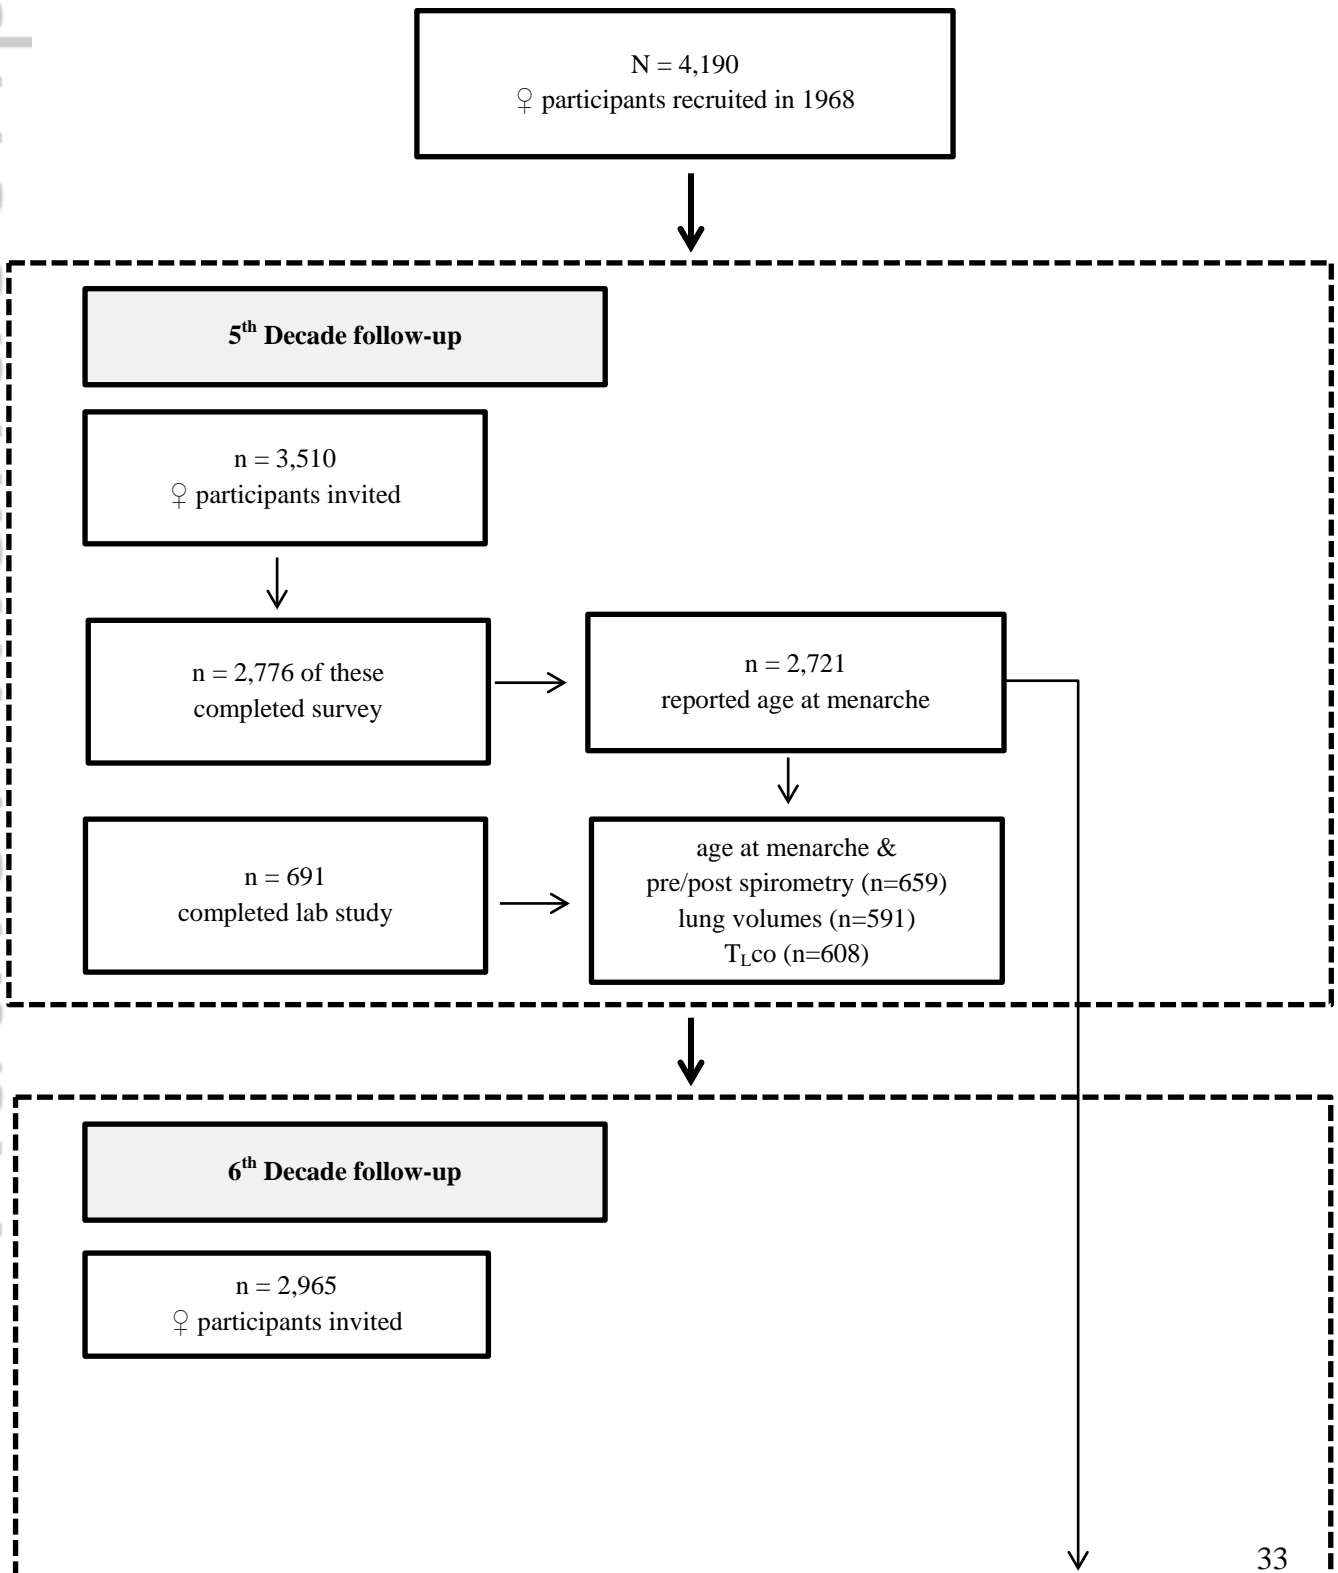 N = 4,190
♀ participants recruited in 1968
5th Decade follow-up
n = 3,510
♀ participants invited
n = 2,776 of these
completed survey
n = 2,721
reported age at menarche
n = 691
completed lab study
age at menarche &
pre/post spirometry (n=659)
lung volumes (n=591)
TLco (n=608)
6th Decade follow-up
n = 2,965
♀ participants invited
33